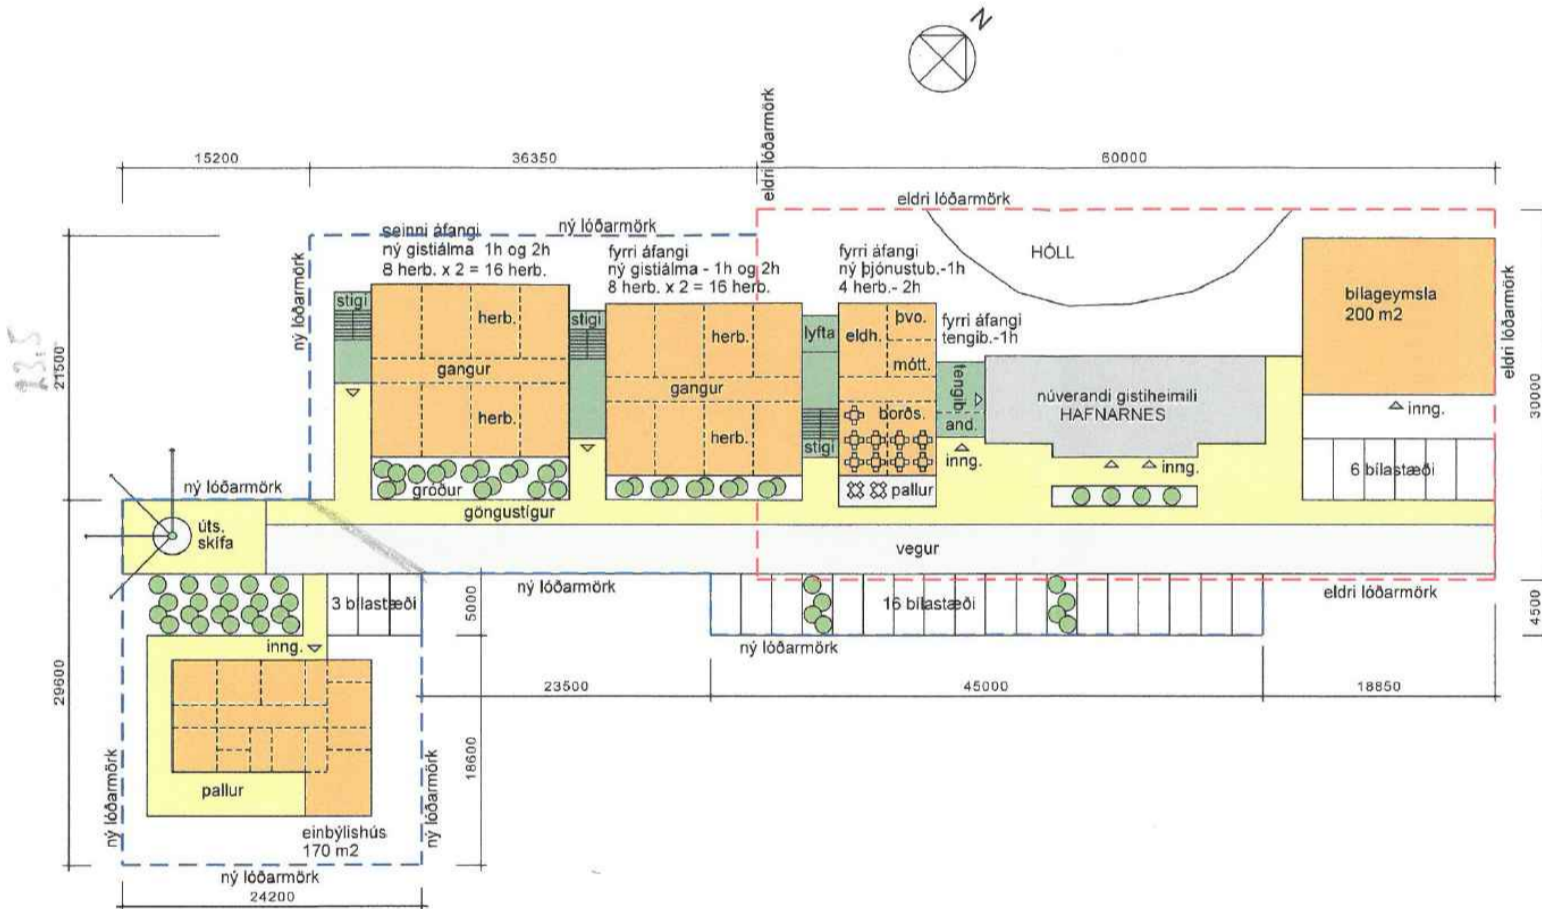 N
15200
36350
60000
eldri lóðarmörk
eldri lóðarmörk
ný lóðarmörk
seinni áfangi
ný gistiálma 1h og 2h
8 herb. x 2 = 16 herb.
fyrri áfangi
ný gistiálma - 1h og 2h
8 herb. x 2 = 16 herb.
fyrri áfangi
ný þjónustub.-1h
4 herb.- 2h
HÓLL
ný lóðarmörk
stigi
herb.
gangur
herb.
gróður
stigi
herb.
gangur
herb.
lyfta
stigi
eldh.
þvo.
mótt.
borðs.
pallur
fyrri áfangi
tengib.-1h
tengib
and.
inng.
núverandi gistiheimili
HAFNARNES
inng.
bílageymsla
200 m2
inng.
6 bílastæði
eldri lóðarmörk
30000
4500
23,5
21500
ný lóðarmörk
göngustígur
úts.
skífa
vegur
3 bílastæði
5000
ný lóðarmörk
16 bílastæði
eldri lóðarmörk
ný lóðarmörk
inng.
23500
45000
18850
29600
18600
ný lóðarmörk
pallur
ný lóðarmörk
einbýlishús
170 m2
ný lóðarmörk
24200